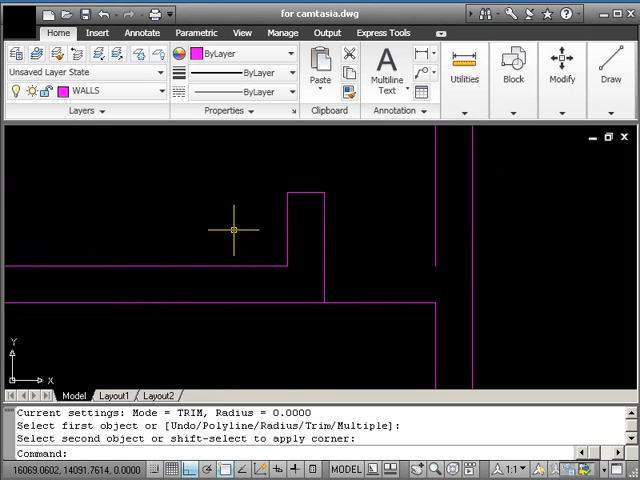 for camtasia.dwg
Home Insert Annotate Parametric View Manage Output Express Tools
ByLayer
Unsaved Layer State
ByLayer
WALLS
ByLayer
Paste
A
Multiline
Text
Utilities
Block
Modify
Draw
Layers
Properties
Clipboard
Annotation
Y
X
Model Layout1 Layout2
Current settings: Mode = TRIM, Radius = 0.0000
Select first object or [Undo/Polyline/Radius/Trim/Multiple]:
Select second object or shift-select to apply corner:
Command:
16069.0602, 14091.7614, 0.0000
MODEL
1:1